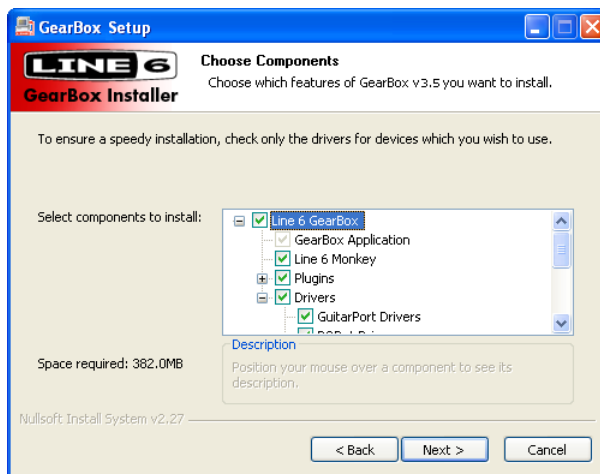 GearBox Setup
LINE 6
GearBox Installer
Choose Components
Choose which features of GearBox v3.5 you want to install.
To ensure a speedy installation, check only the drivers for devices which you wish to use.
Select components to install:
Line 6 GearBox
GearBox Application
Line 6 Monkey
Plugins
Drivers
GuitarPort Drivers
Space required: 382.0MB
Description
Position your mouse over a component to see its
description.
Nullsoft Install System v2.27
< Back
Next >
Cancel